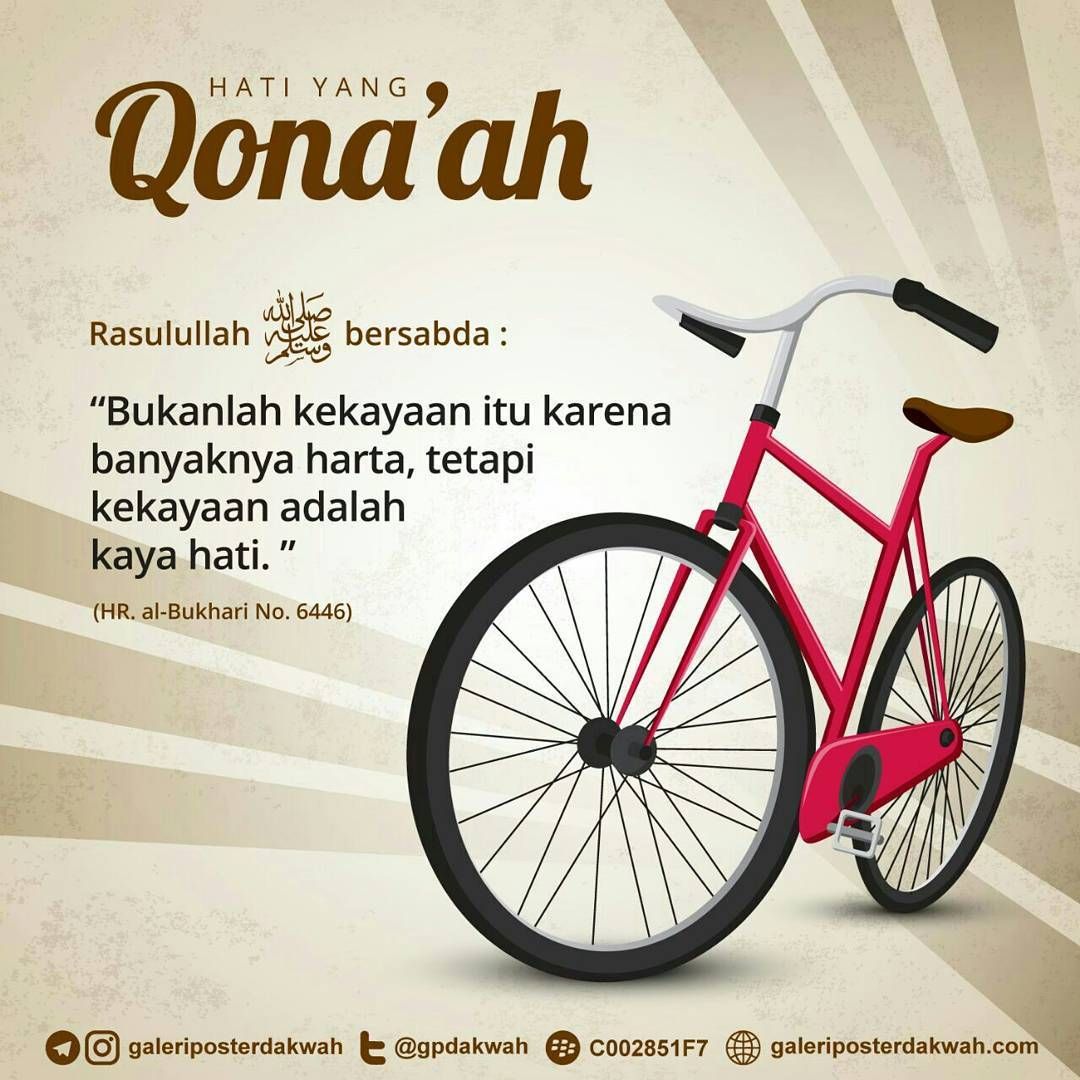 HATI YANG
Qona'ah
Rasulullah ﷺ bersabda :
“Bukanlah kekayaan itu karena
banyaknya harta, tetapi
kekayaan adalah
kaya hati. ”
(HR. al-Bukhari No. 6446)
galeriposterdakwah @gpdakwah C002851F7 galeriposterdakwah.com